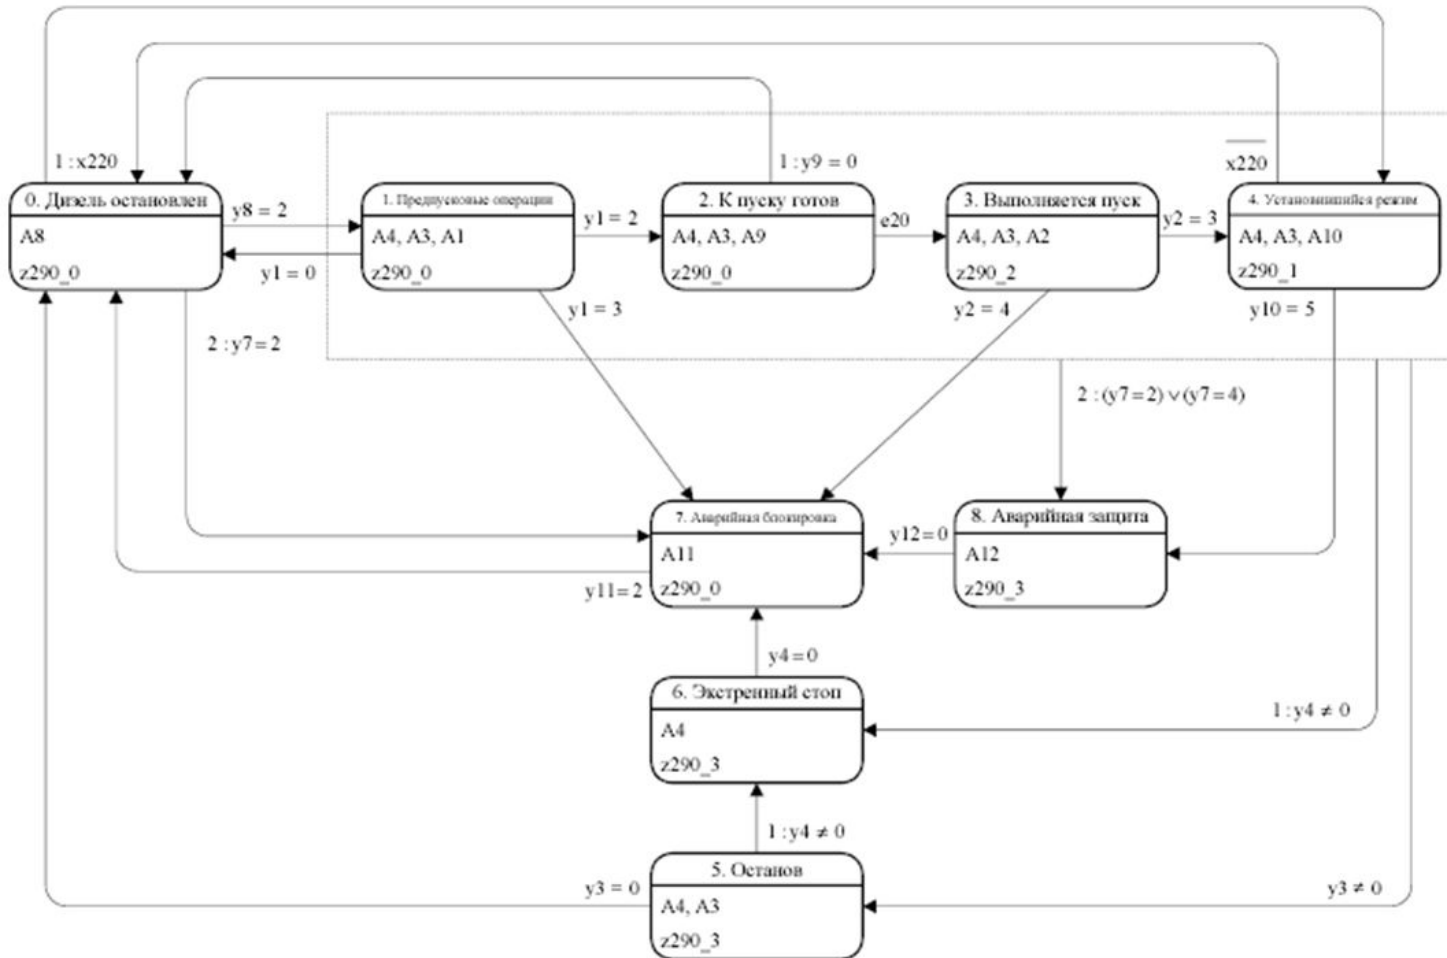 1 : x220
1 : y9 = 0
x220
0. Дизель остановлен
A8
z290_0
y8 = 2
y1 = 0
1. Предпусковые операции
A4, A3, A1
z290_0
y1 = 2
2. К пуску готов
A4, A3, A9
z290_0
e20
3. Выполняется пуск
A4, A3, A2
z290_2
y2 = 3
4. Установившийся режим
A4, A3, A10
z290_1
y1 = 3
y2 = 4
y10 = 5
2 : y7 = 2
2 : (y7 = 2) ∨ (y7 = 4)
7. Аварийная блокировка
A11
z290_0
y12 = 0
8. Аварийная защита
A12
z290_3
y11 = 2
y4 = 0
6. Экстренный стоп
A4
z290_3
1 : y4 ≠ 0
1 : y4 ≠ 0
5. Останов
A4, A3
z290_3
y3 = 0
y3 ≠ 0